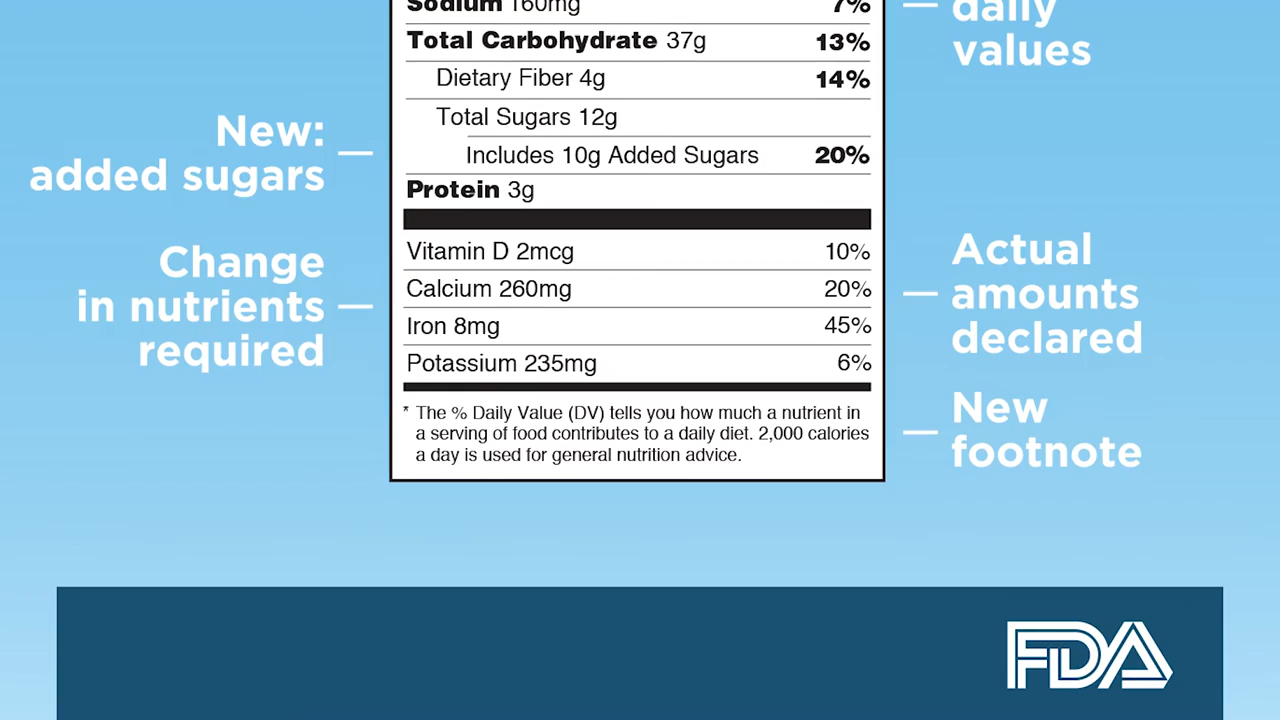 Sodium 160mg 7%
daily
values
Total Carbohydrate 37g 13%
Dietary Fiber 4g 14%
Total Sugars 12g
New:
added sugars
Includes 10g Added Sugars 20%
Protein 3g
Change
in nutrients
required
Vitamin D 2mcg 10%
Calcium 260mg 20%
Iron 8mg 45%
Potassium 235mg 6%
Actual
amounts
declared
* The % Daily Value (DV) tells you how much a nutrient in
a serving of food contributes to a daily diet. 2,000 calories
a day is used for general nutrition advice.
New
footnote
FDA